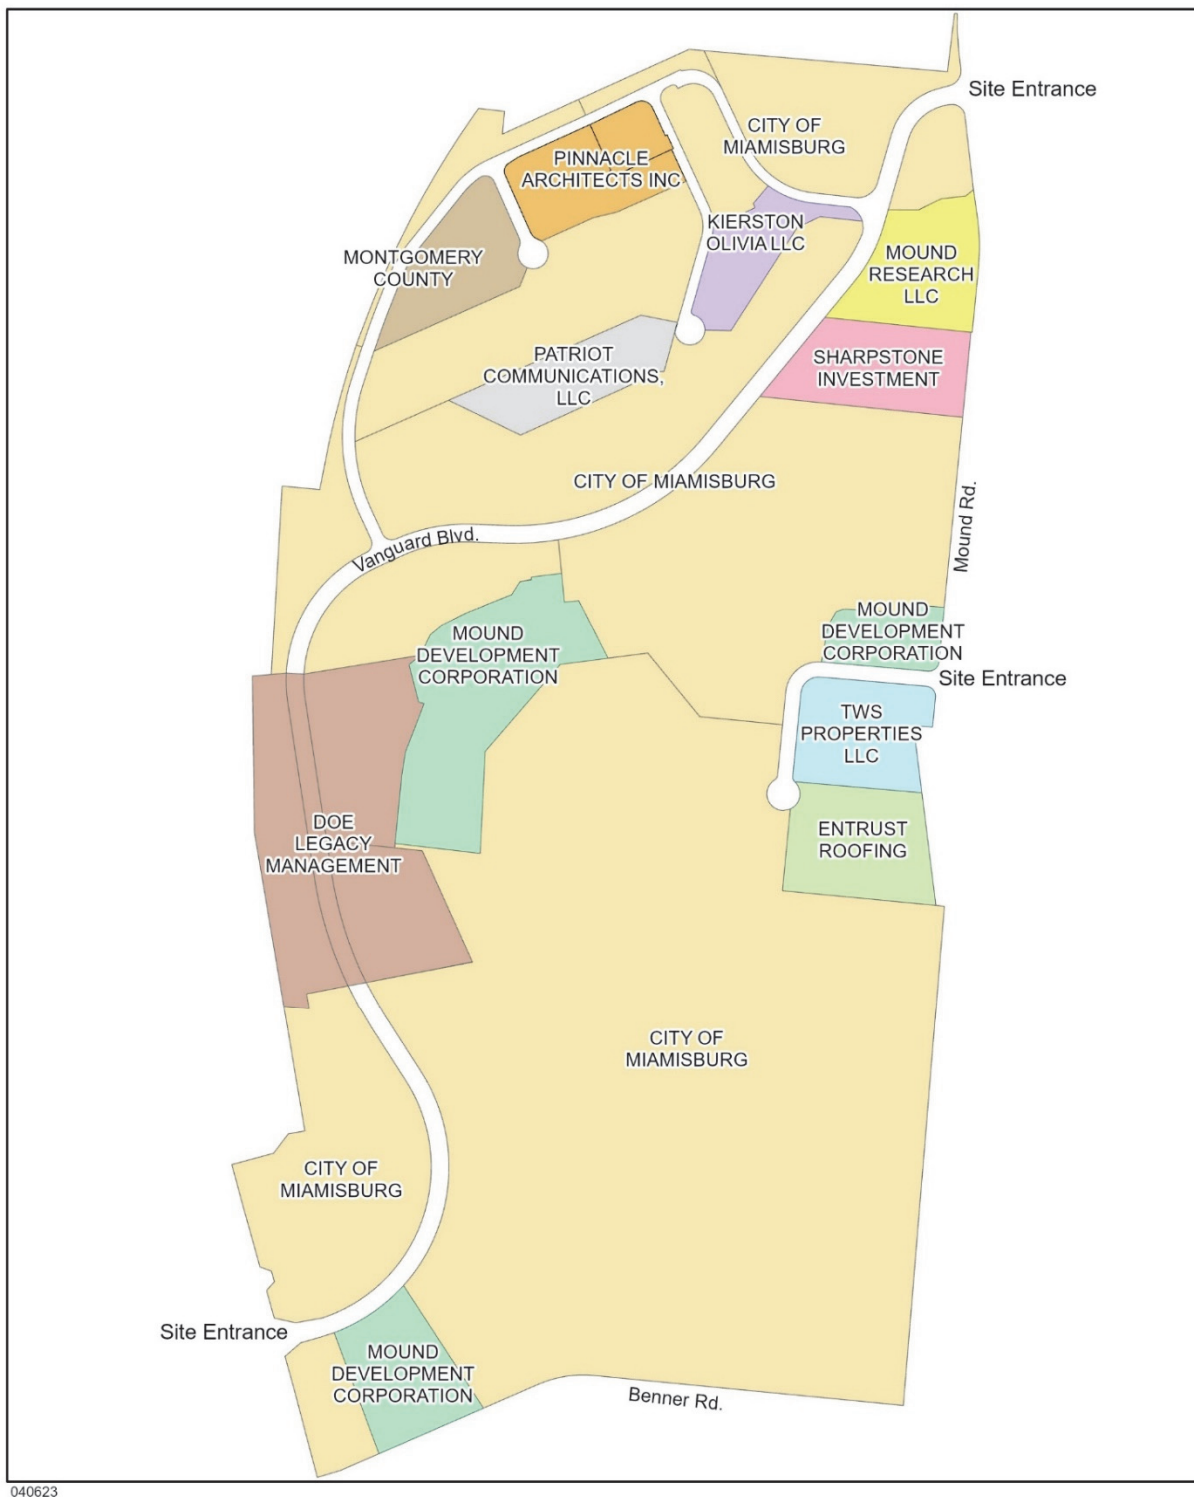 Site Entrance
CITY OF
MIAMISBURG
PINNACLE
ARCHITECTS INC
KIERSTON
OLIVIA LLC
MOUND
RESEARCH
LLC
MONTGOMERY
COUNTY
PATRIOT
COMMUNICATIONS,
LLC
SHARPSTONE
INVESTMENT
CITY OF MIAMISBURG
Mound Rd.
Vanguard Blvd.
MOUND
DEVELOPMENT
CORPORATION
MOUND
DEVELOPMENT
CORPORATION
Site Entrance
TWS
PROPERTIES
LLC
DOE
LEGACY
MANAGEMENT
ENTRUST
ROOFING
CITY OF
MIAMISBURG
CITY OF
MIAMISBURG
Site Entrance
MOUND
DEVELOPMENT
CORPORATION
Benner Rd.
040623